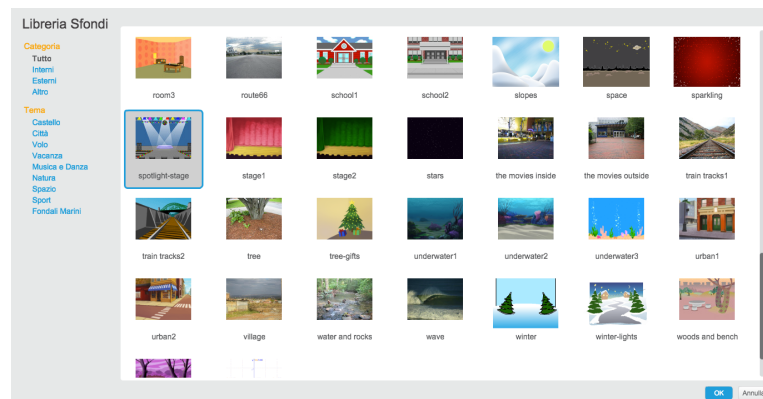 Libreria Sfondi
Categoria
Tutto
Interni
Esterni
Altro
Tema
Castello
Città
Volo
Vacanza
Musica e Danza
Natura
Spazio
Sport
Fondali Marini
room3
route66
school1
school2
slopes
space
sparkling
spotlight-stage
stage1
stage2
stars
the movies inside
the movies outside
train tracks1
train tracks2
tree
tree-gifts
underwater1
underwater2
underwater3
urban1
urban2
village
water and rocks
wave
winter
winter-lights
woods and bench
OK
Annulla